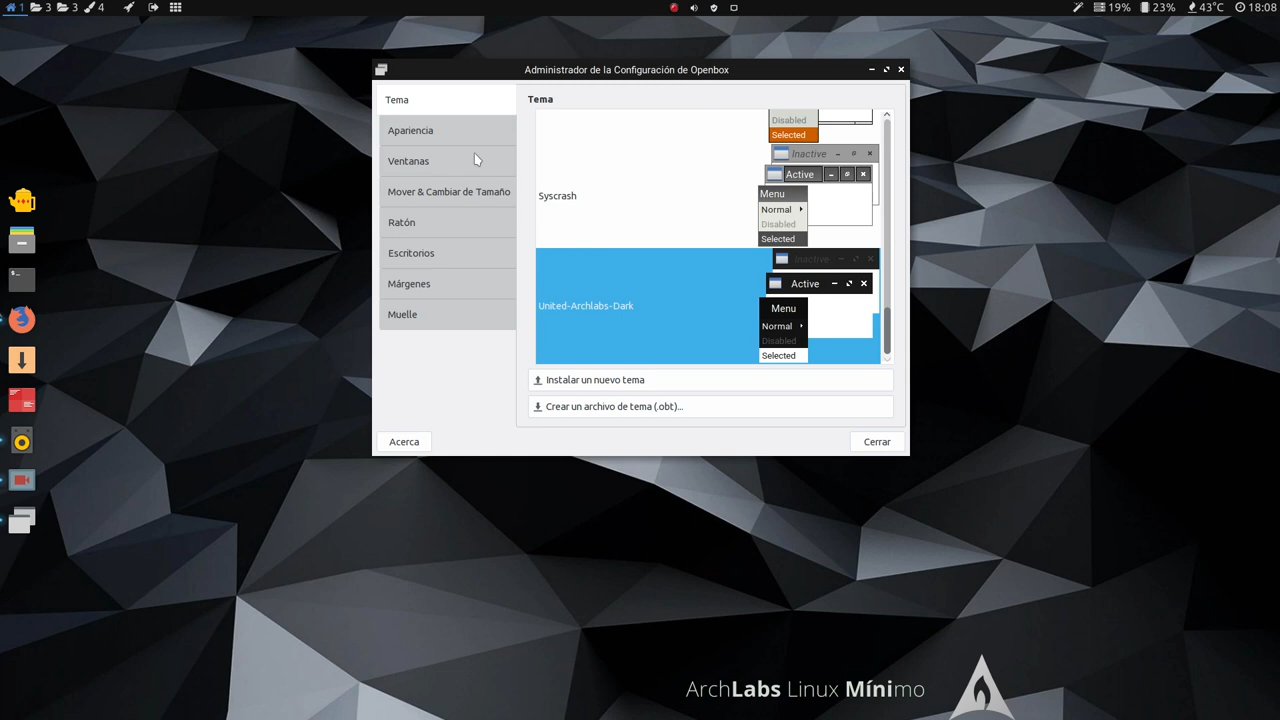 1 3 3 4 19% 23% 43°C 18:08
Administrador de la Configuración de Openbox
Tema
Apariencia
Ventanas
Mover & Cambiar de Tamaño
Ratón
Escritorios
Márgenes
Muelle
Tema
Disabled
Selected
Syscrash
Inactive
Active
Menu
Normal
Disabled
Selected
United-Archlabs-Dark
Inactive
Active
Menu
Normal
Disabled
Selected
Instalar un nuevo tema
Crear un archivo de tema (.obt)...
Acerca
Cerrar
ArchLabs Linux Mínimo